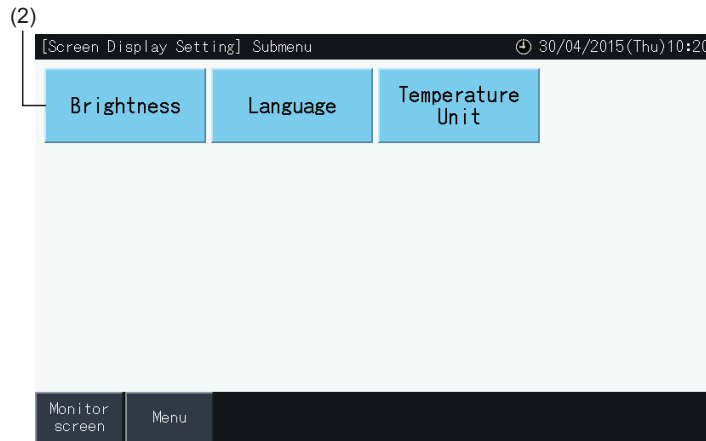 (2)
[Screen Display Setting] Submenu 30/04/2015(Thu)10:20
Brightness
Language
Temperature
Unit
Monitor
screen
Menu